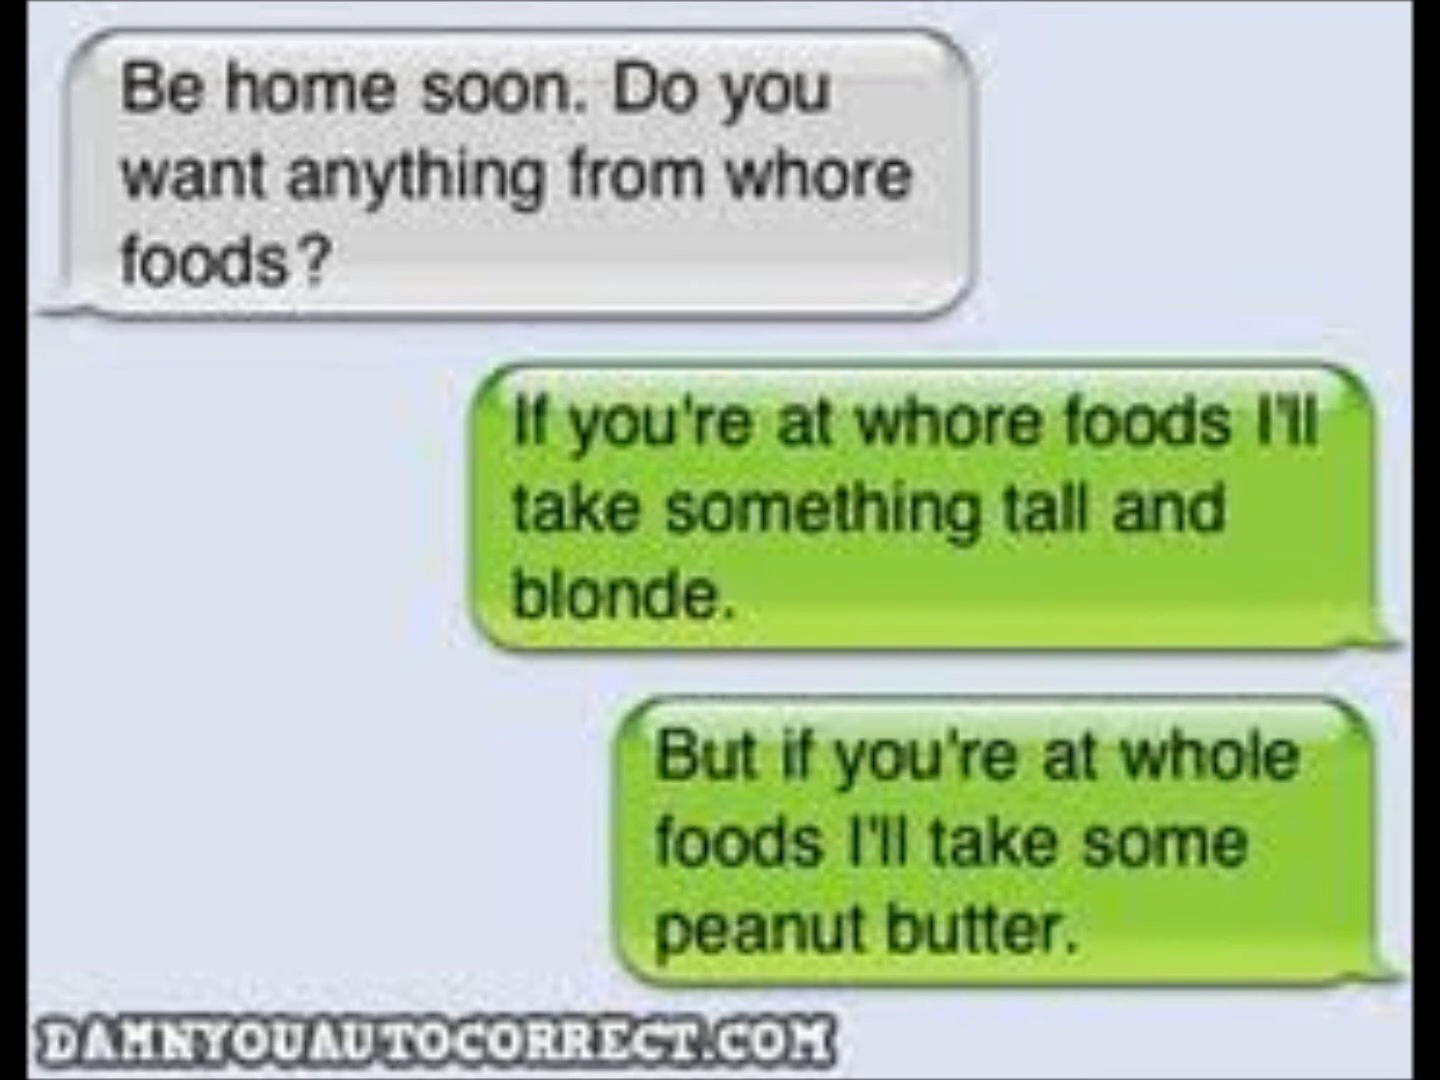 Be home soon. Do you
want anything from whore
foods?
If you're at whore foods I'll
take something tall and
blonde.
But if you're at whole
foods I'll take some
peanut butter.
DAMNYOUAUTOCORRECT.COM